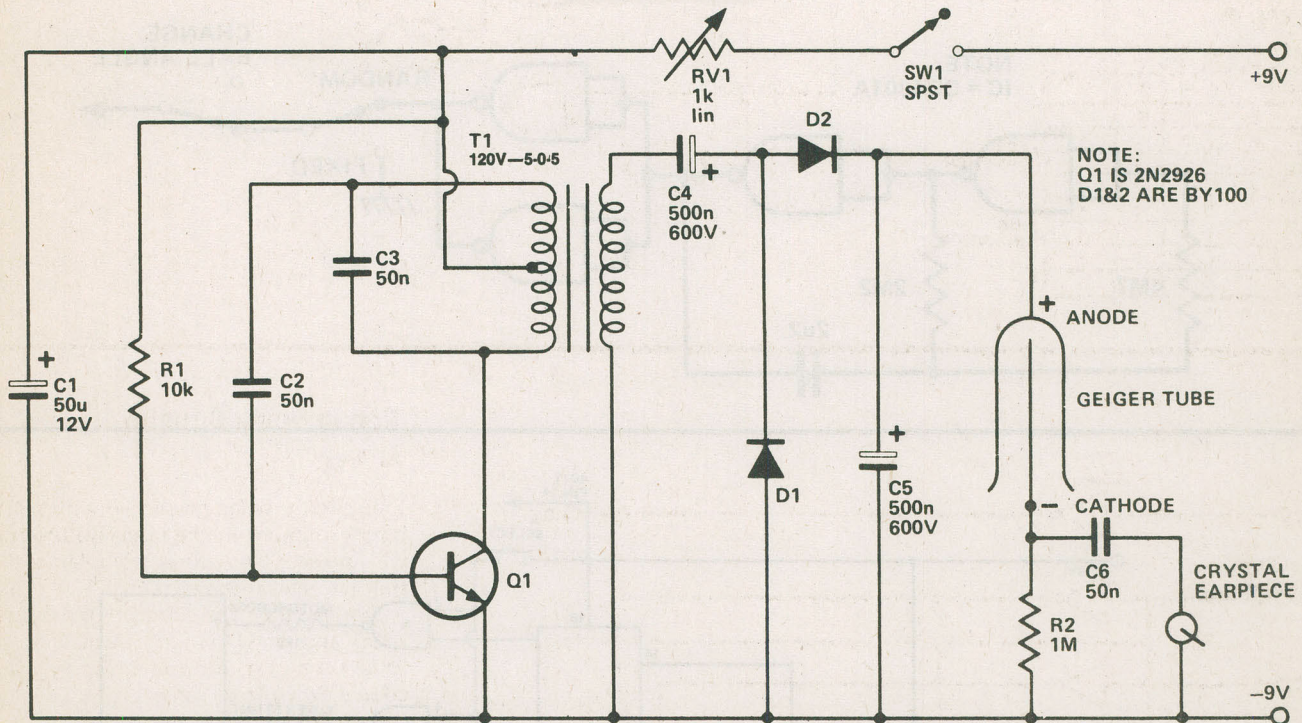 RV1
1k
lin
SW1
SPST
+9V
T1
120V—5-0-5
D2
C4
500n
600V
+
NOTE:
Q1 IS 2N2926
D1&2 ARE BY100
C3
50n
+
ANODE
+
C1
50u
12V
R1
10k
C2
50n
GEIGER TUBE
D1
+
C5
500n
600V
– CATHODE
C6
50n
CRYSTAL
EARPIECE
Q1
R2
1M
–9V